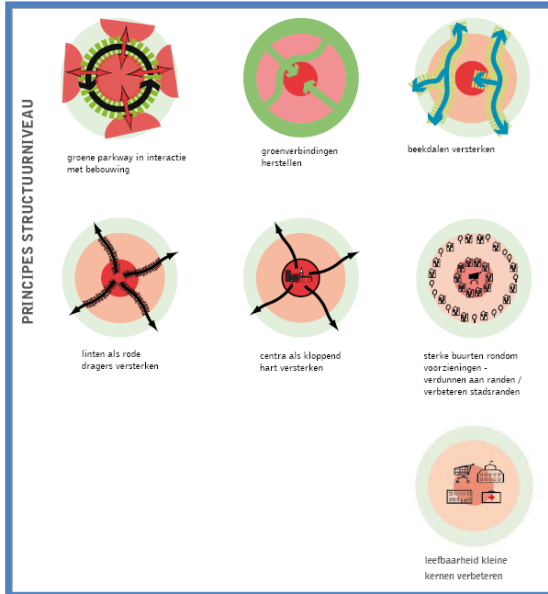 PRINCIPES STRUCTUURNIVEAU
groene parkway in interactie
met bebouwing
groenverbindingen
herstellen
beekdalen versterken
linten als rode
dragers versterken
centra als kloppend
hart versterken
sterke buurten rondom
voorzieningen -
verdunnen aan randen /
verbeteren stadsranden
leefbaarheid kleine
kernen verbeteren